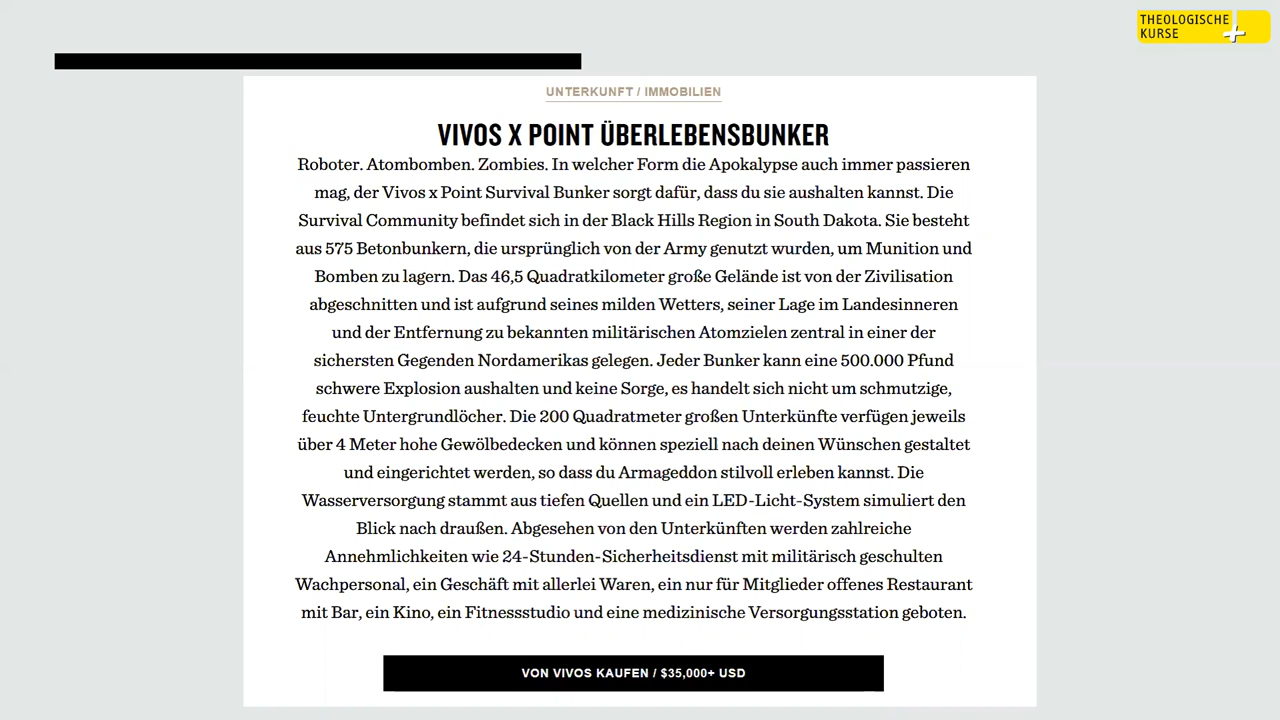 THEOLOGISCHE
KURSE
UNTERKUNFT / IMMOBILIEN
VIVOS X POINT ÜBERLEBENSBUNKER
Roboter. Atombomben. Zombies. In welcher Form die Apokalypse auch immer passieren
mag, der Vivos x Point Survival Bunker sorgt dafür, dass du sie aushalten kannst. Die
Survival Community befindet sich in der Black Hills Region in South Dakota. Sie besteht
aus 575 Betonbunkern, die ursprünglich von der Army genutzt wurden, um Munition und
Bomben zu lagern. Das 46,5 Quadratkilometer große Gelände ist von der Zivilisation
abgeschnitten und ist aufgrund seines milden Wetters, seiner Lage im Landesinneren
und der Entfernung zu bekannten militärischen Atomzielen zentral in einer der
sichersten Gegenden Nordamerikas gelegen. Jeder Bunker kann eine 500.000 Pfund
schwere Explosion aushalten und keine Sorge, es handelt sich nicht um schmutzige,
feuchte Untergrundlöcher. Die 200 Quadratmeter großen Unterkünfte verfügen jeweils
über 4 Meter hohe Gewölbedecken und können speziell nach deinen Wünschen gestaltet
und eingerichtet werden, so dass du Armageddon stilvoll erleben kannst. Die
Wasserversorgung stammt aus tiefen Quellen und ein LED-Licht-System simuliert den
Blick nach draußen. Abgesehen von den Unterkünften werden zahlreiche
Annehmlichkeiten wie 24-Stunden-Sicherheitsdienst mit militärisch geschulten
Wachpersonal, ein Geschäft mit allerlei Waren, ein nur für Mitglieder offenes Restaurant
mit Bar, ein Kino, ein Fitnessstudio und eine medizinische Versorgungsstation geboten.
VON VIVOS KAUFEN / $35,000+ USD